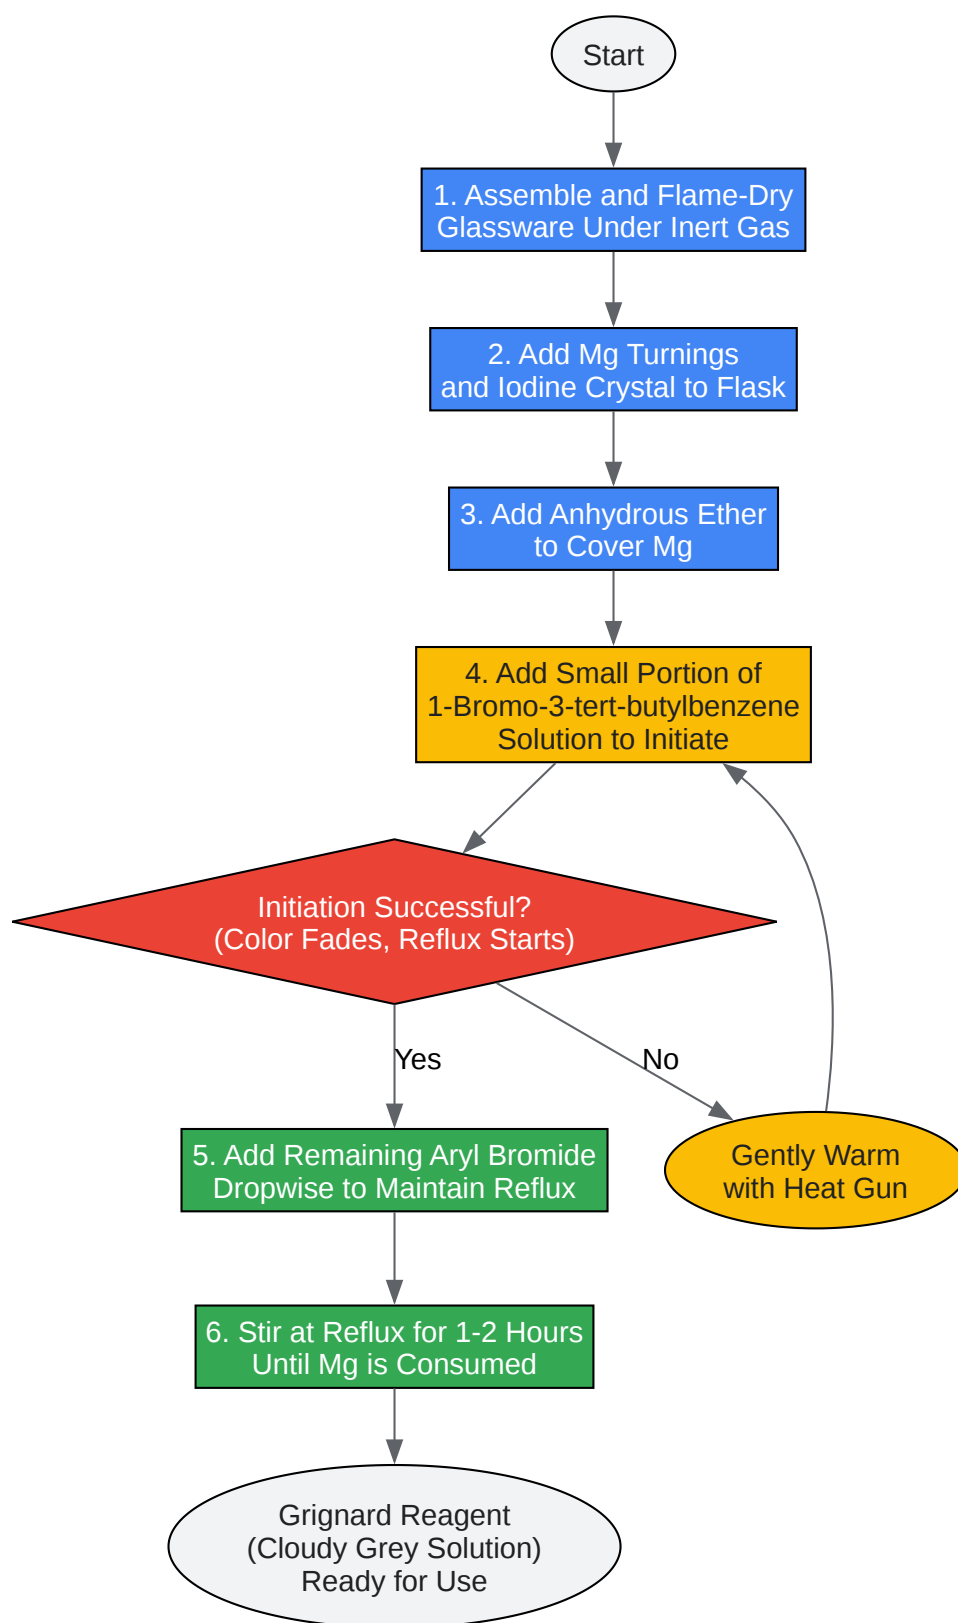 Start
1. Assemble and Flame-Dry
Glassware Under Inert Gas
2. Add Mg Turnings
and Iodine Crystal to Flask
3. Add Anhydrous Ether
to Cover Mg
4. Add Small Portion of
1-Bromo-3-tert-butylbenzene
Solution to Initiate
Initiation Successful?
(Color Fades, Reflux Starts)
Yes
No
5. Add Remaining Aryl Bromide
Dropwise to Maintain Reflux
Gently Warm
with Heat Gun
6. Stir at Reflux for 1-2 Hours
Until Mg is Consumed
Grignard Reagent
(Cloudy Grey Solution)
Ready for Use